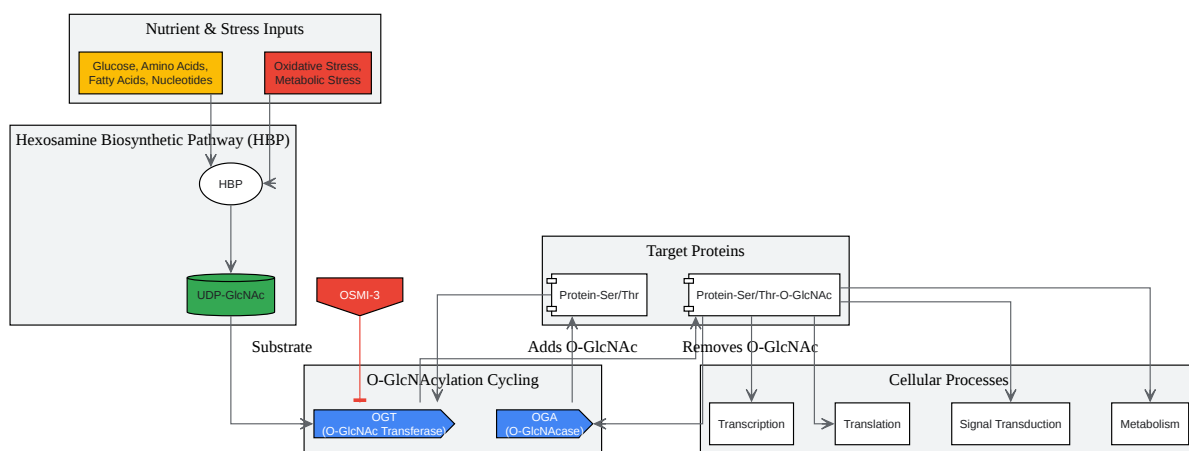 Nutrient & Stress Inputs
Glucose, Amino Acids,
Fatty Acids, Nucleotides
Oxidative Stress,
Metabolic Stress
Hexosamine Biosynthetic Pathway (HBP)
HBP
UDP-GlcNAc
OSMI-3
Target Proteins
Protein-Ser/Thr
Protein-Ser/Thr-O-GlcNAc
Substrate
Adds O-GlcNAc
Removes O-GlcNAc
O-GlcNAcylation Cycling
OGT
(O-GlcNAc Transferase)
OGA
(O-GlcNAcase)
Cellular Processes
Transcription
Translation
Signal Transduction
Metabolism